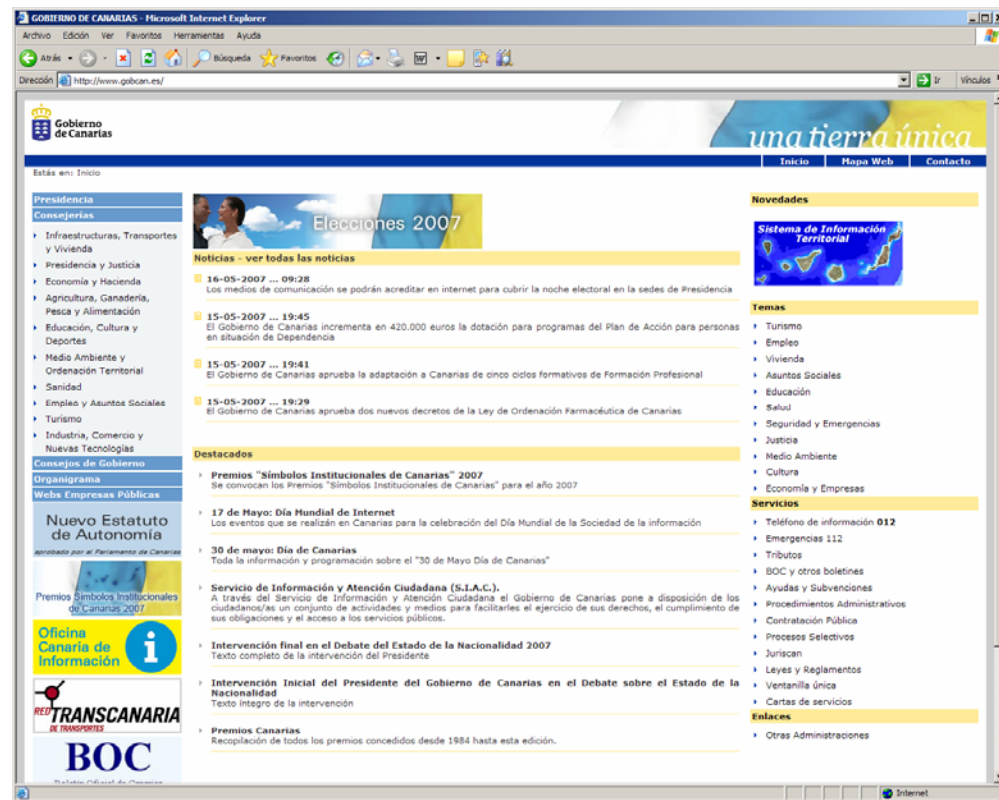 GOBIERNO DE CANARIAS - Microsoft Internet Explorer
Archivo Edición Ver Favoritos Herramientas Ayuda
Atrás Búsqueda Favoritos
Dirección http://www.gobcan.es/ Ir Vínculos
Gobierno
de Canarias
una tierra única
Inicio Mapa Web Contacto
Estás en: Inicio
Presidencia
Consejerías
Infraestructuras, Transportes
y Vivienda
Presidencia y Justicia
Economía y Hacienda
Agricultura, Ganadería,
Pesca y Alimentación
Educación, Cultura y
Deportes
Medio Ambiente y
Ordenación Territorial
Sanidad
Empleo y Asuntos Sociales
Turismo
Industria, Comercio y
Nuevas Tecnologías
Consejos de Gobierno
Organigrama
Webs Empresas Públicas
Nuevo Estatuto
de Autonomía
aprobado por el Parlamento de Canarias
Premios Símbolos Institucionales
de Canarias 2007
Oficina
Canaria de
Información
i
RED TRANSCANARIA
DE TRANSPORTES
BOC
Elecciones 2007
Noticias - ver todas las noticias
16-05-2007 ... 09:28
Los medios de comunicación se podrán acreditar en internet para cubrir la noche electoral en la sedes de Presidencia
15-05-2007 ... 19:45
El Gobierno de Canarias incrementa en 420.000 euros la dotación para programas del Plan de Acción para personas
en situación de Dependencia
15-05-2007 ... 19:41
El Gobierno de Canarias aprueba la adaptación a Canarias de cinco ciclos formativos de Formación Profesional
15-05-2007 ... 19:29
El Gobierno de Canarias aprueba dos nuevos decretos de la Ley de Ordenación Farmacéutica de Canarias
Destacados
Premios "Símbolos Institucionales de Canarias" 2007
Se convocan los Premios "Símbolos Institucionales de Canarias" para el año 2007
17 de Mayo: Día Mundial de Internet
Los eventos que se realizán en Canarias para la celebración del Día Mundial de la Sociedad de la información
30 de mayo: Día de Canarias
Toda la información y programación sobre el "30 de Mayo Día de Canarias"
Servicio de Información y Atención Ciudadana (S.I.A.C.).
A través del Servicio de Información y Atención Ciudadana el Gobierno de Canarias pone a disposición de los
ciudadanos/as un conjunto de actividades y medios para facilitarles el ejercicio de sus derechos, el cumplimiento de
sus obligaciones y el acceso a los servicios públicos.
Intervención final en el Debate del Estado de la Nacionalidad 2007
Texto completo de la intervención del Presidente
Intervención Inicial del Presidente del Gobierno de Canarias en el Debate sobre el Estado de la
Nacionalidad
Texto íntegro de la intervención
Premios Canarias
Recopilación de todos los premios concedidos desde 1984 hasta esta edición.
Novedades
Sistema de Información
Territorial
Temas
Turismo
Empleo
Vivienda
Asuntos Sociales
Educación
Salud
Seguridad y Emergencias
Justicia
Medio Ambiente
Cultura
Economía y Empresas
Servicios
Teléfono de información 012
Emergencias 112
Tributos
BOC y otros boletines
Ayudas y Subvenciones
Procedimientos Administrativos
Contratación Pública
Procesos Selectivos
Juriscan
Leyes y Reglamentos
Ventanilla única
Cartas de servicios
Enlaces
Otras Administraciones
Internet